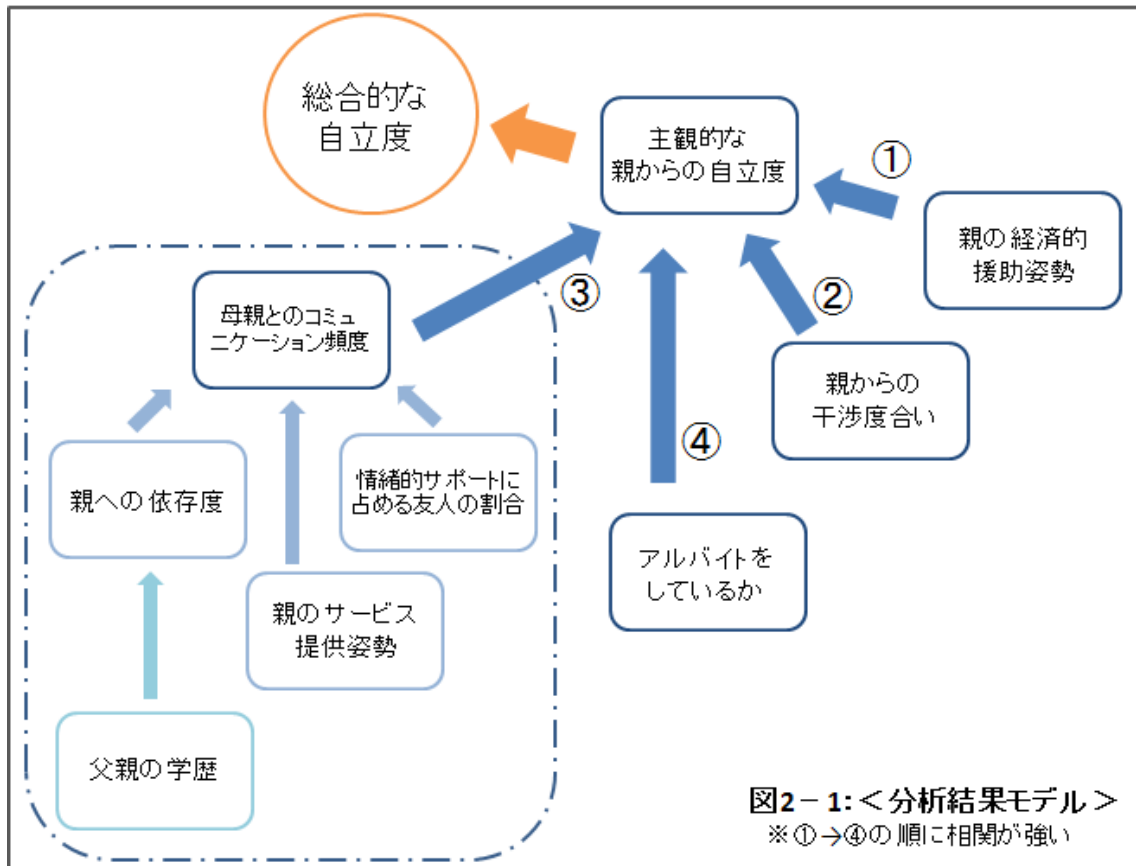 総合的な
自立度
主観的な
親からの自立度
①
親の経済的
援助姿勢
②
親からの
干渉度合い
③
母親とのコミュ
ニケーション頻度
④
親への依存度
情緒的サポートに
占める友人の割合
アルバイトを
しているか
親のサービス
提供姿勢
父親の学歴
図2-1:<分析結果モデル>
※①→④の順に相関が強い